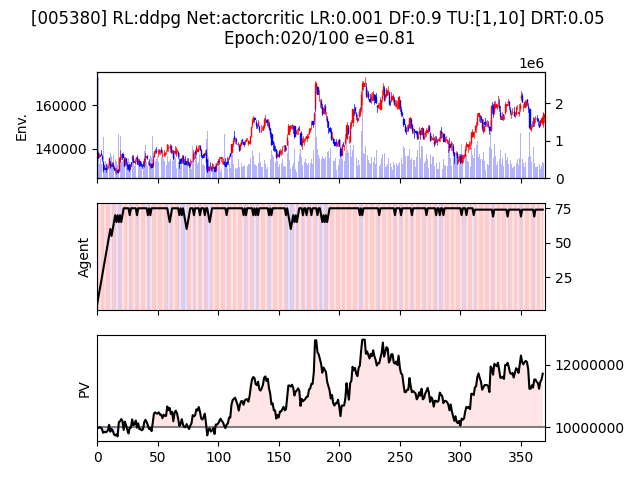 [005380] RL:ddpg Net:actorcritic LR:0.001 DF:0.9 TU:[1,10] DRT:0.05
Epoch:020/100 e=0.81
1e6
160000
140000
Env.
2
1
0
Agent
75
50
25
PV
12000000
10000000
0 50 100 150 200 250 300 350